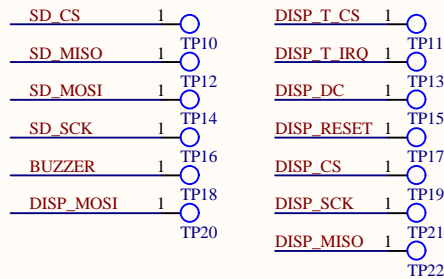 SD_CS 1 TP10
SD_MISO 1 TP12
SD_MOSI 1 TP14
SD_SCK 1 TP16
BUZZER 1 TP18
DISP_MOSI 1 TP20
DISP_T_CS 1 TP11
DISP_T_IRQ 1 TP13
DISP_DC 1 TP15
DISP_RESET 1 TP17
DISP_CS 1 TP19
DISP_SCK 1 TP21
DISP_MISO 1 TP22